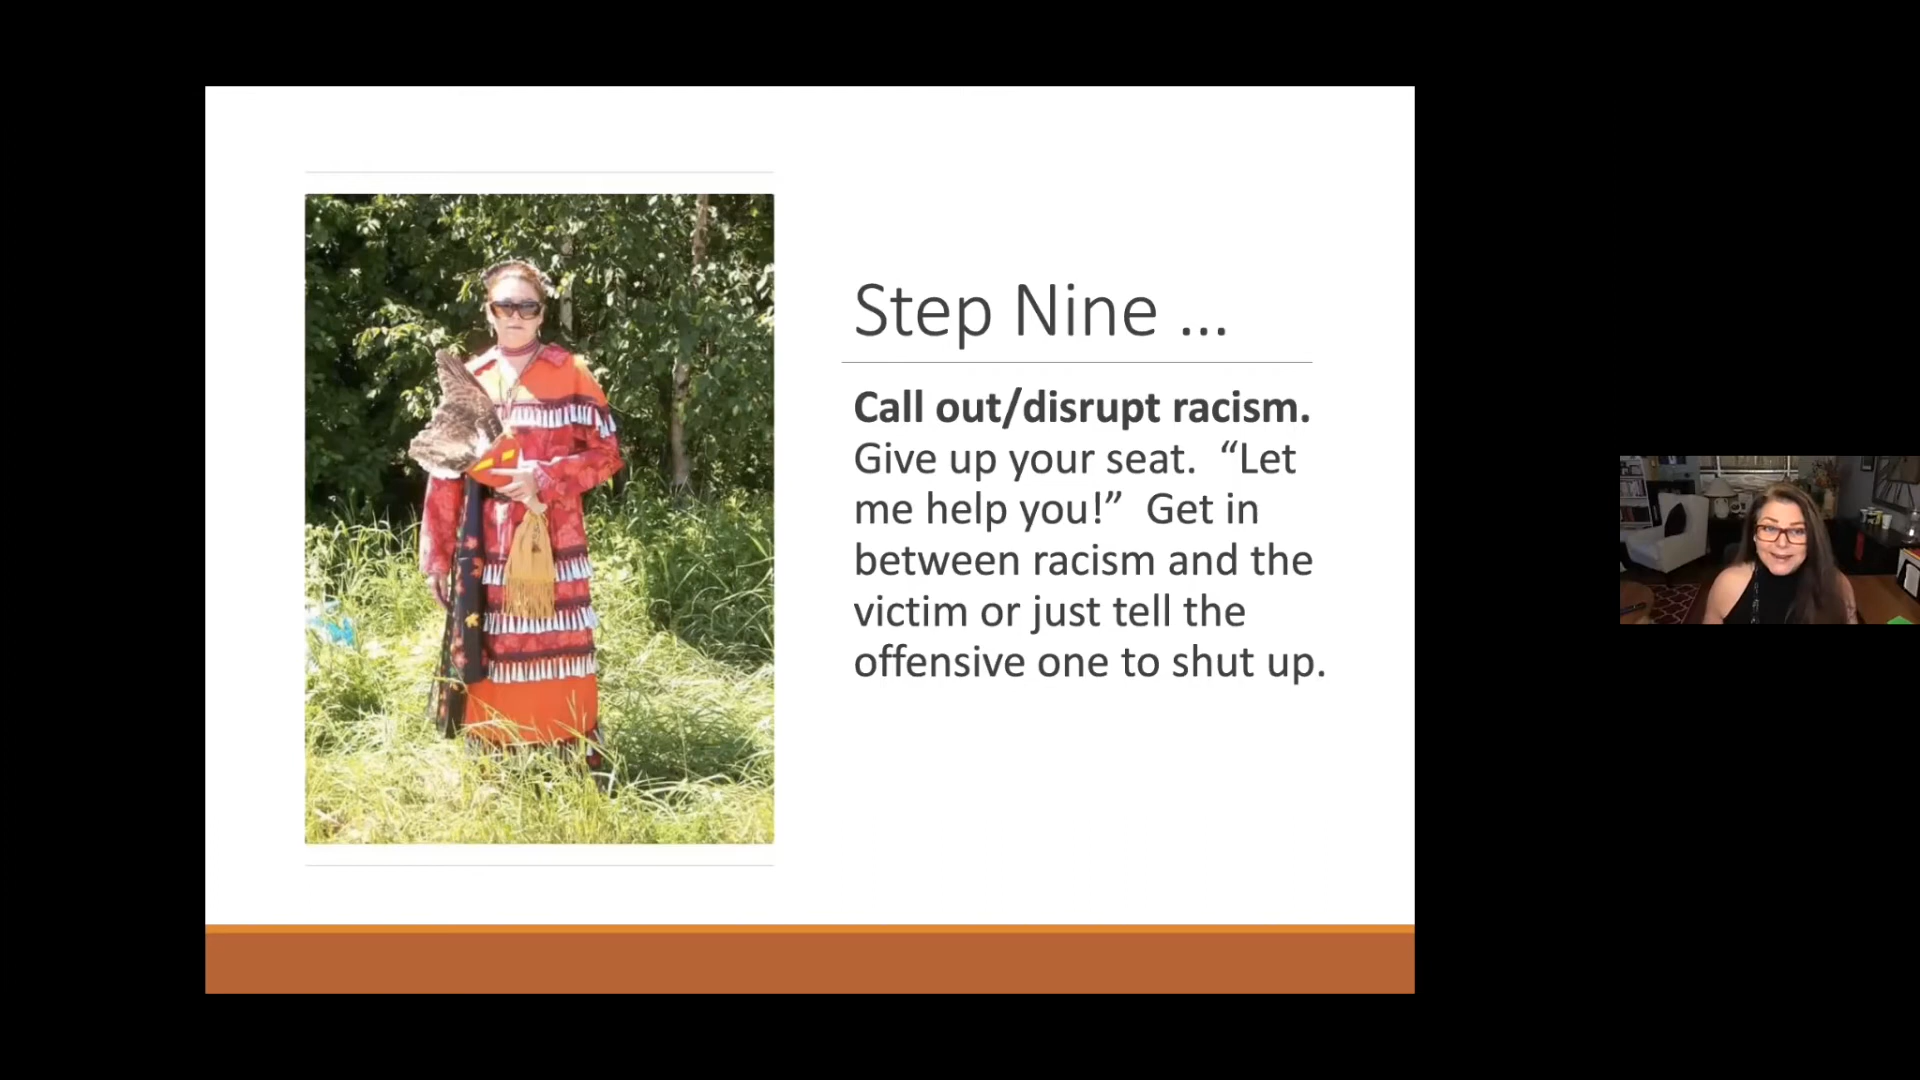 Step Nine ...
Call out/disrupt racism.
Give up your seat.  “Let
me help you!”  Get in
between racism and the
victim or just tell the
offensive one to shut up.